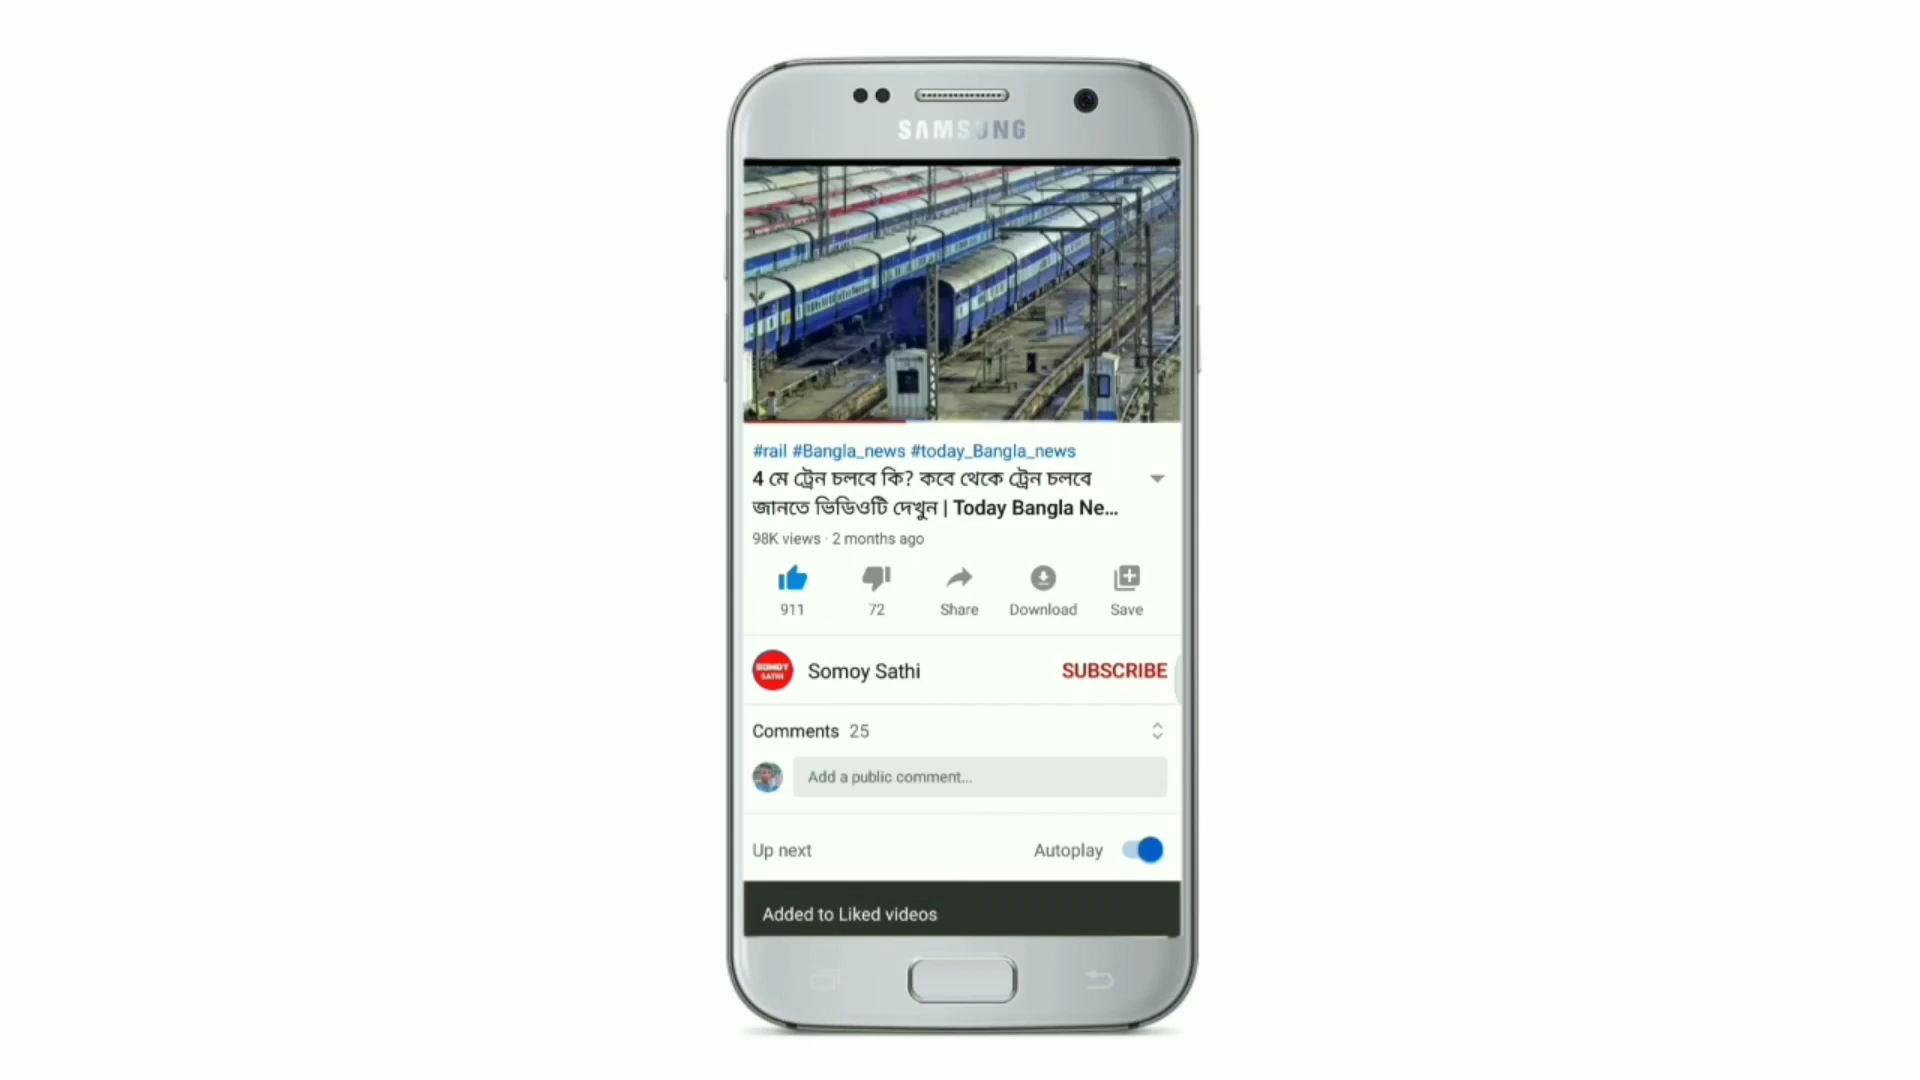 SAMSUNG
#rail #Bangla_news #today_Bangla_news
4 মে ট্রেন চলবে কি? কবে থেকে ট্রেন চলবে
জানতে ভিডিওটি দেখুন | Today Bangla Ne...
98K views · 2 months ago
911
72
Share
Download
Save
SOMOY
SATHI
Somoy Sathi
SUBSCRIBE
Comments 25
Add a public comment...
Up next
Autoplay
Added to Liked videos